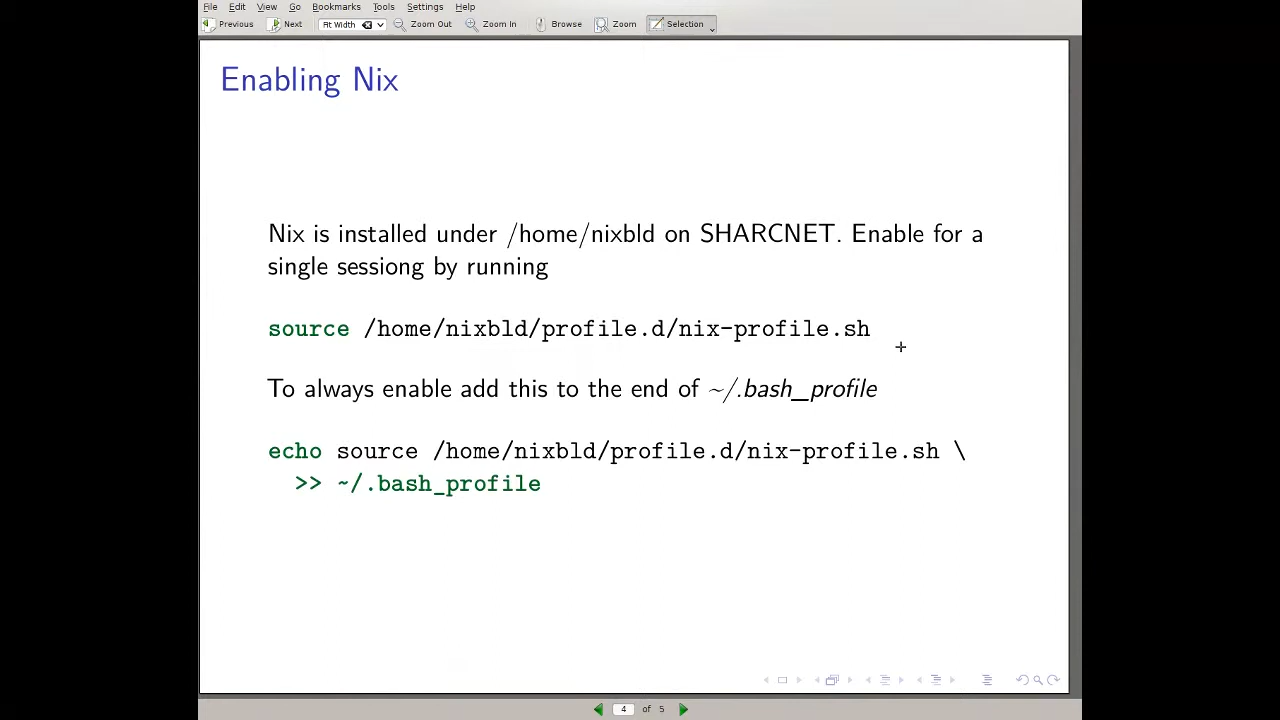 File Edit View Go Bookmarks Tools Settings Help
Previous Next Fit Width Zoom Out Zoom In Browse Zoom Selection
Enabling Nix
Nix is installed under /home/nixbld on SHARCNET. Enable for a
single sessiong by running
source /home/nixbld/profile.d/nix-profile.sh
To always enable add this to the end of ~/.bash_profile
echo source /home/nixbld/profile.d/nix-profile.sh \
>> ~/.bash_profile
4 of 5